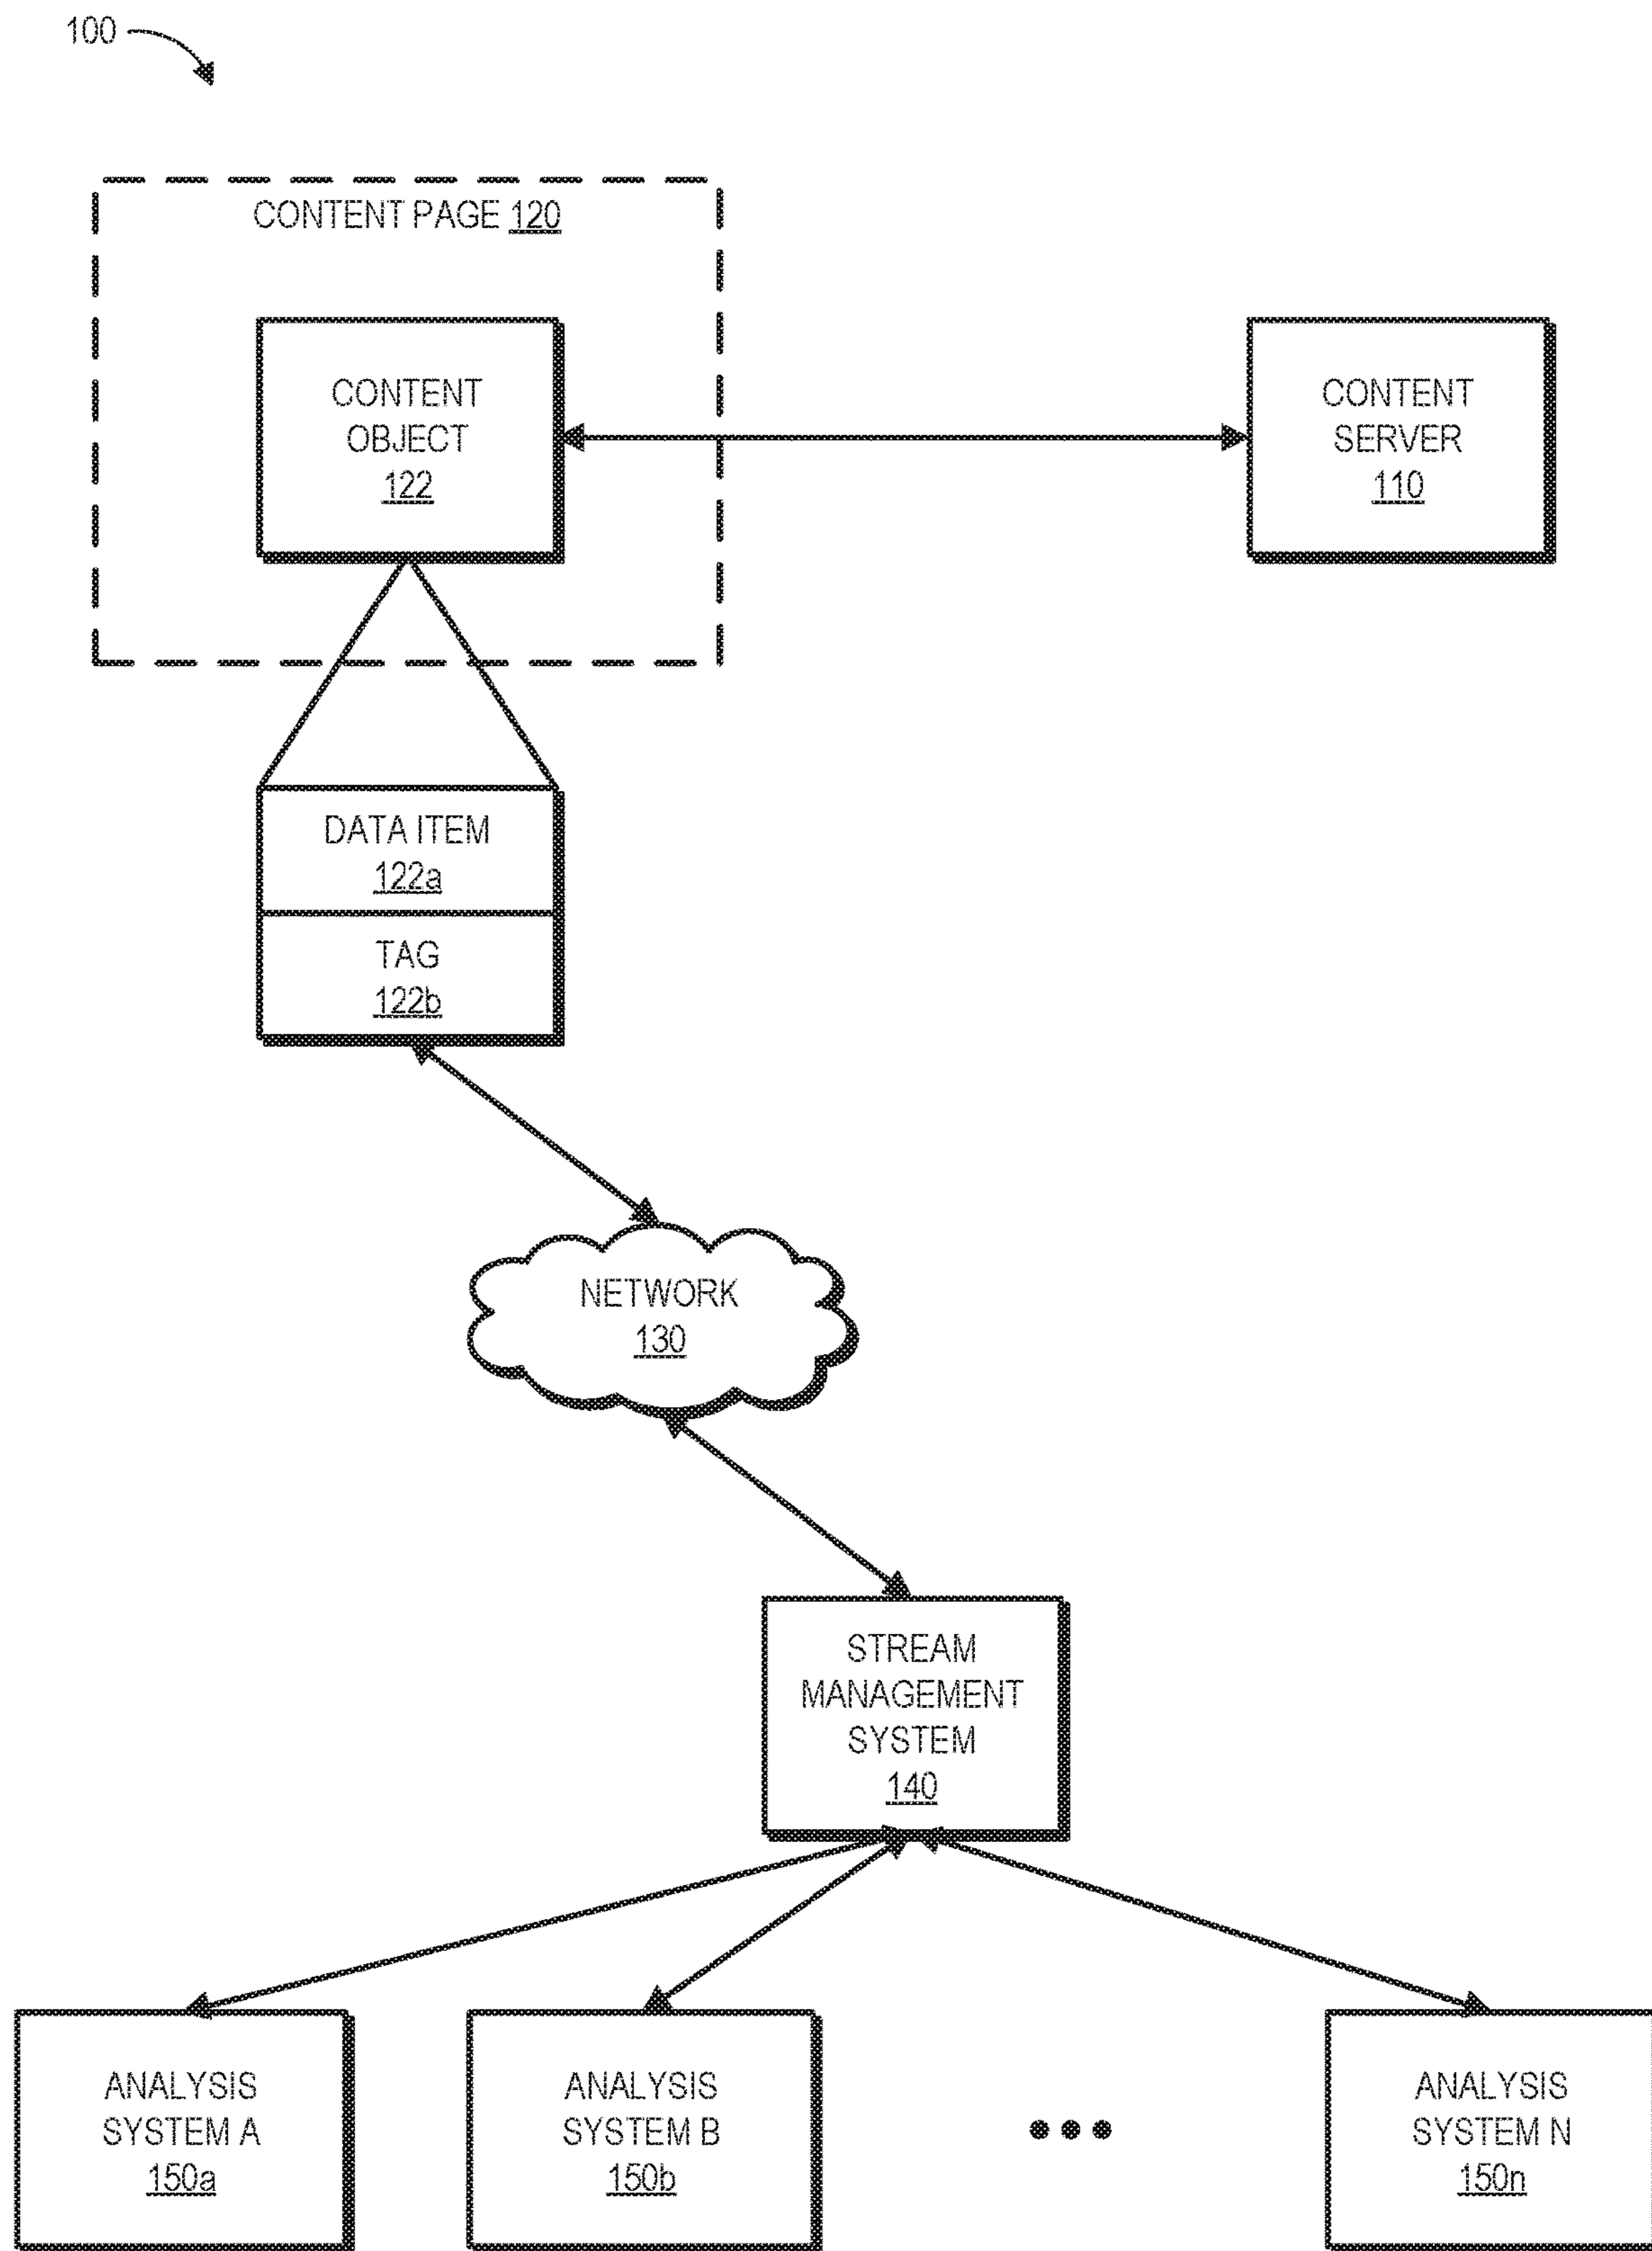 100
CONTENT PAGE 120
CONTENT
OBJECT
122
CONTENT
SERVER
110
DATA ITEM
122a
TAG
122b
NETWORK
130
STREAM
MANAGEMENT
SYSTEM
140
ANALYSIS
SYSTEM A
150a
ANALYSIS
SYSTEM B
150b
ANALYSIS
SYSTEM N
150n